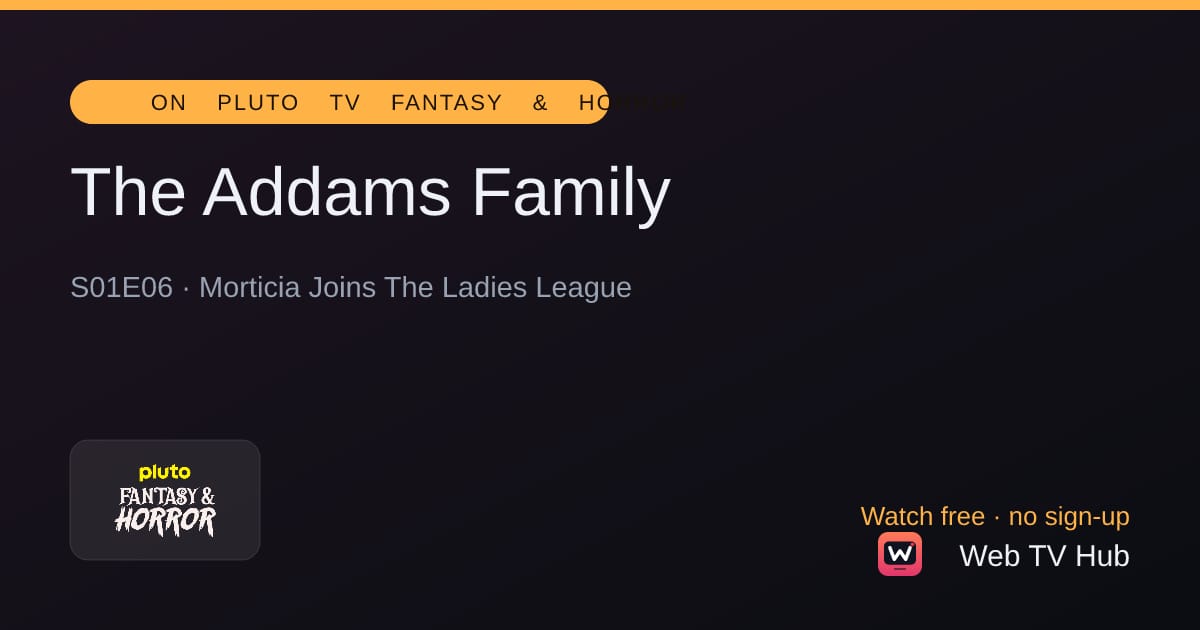 ON PLUTO TV FANTASY & HORROR
The Addams Family
S01E06 · Morticia Joins The Ladies League
pluto
FANTASY &
HORROR
Watch free · no sign-up
W
Web TV Hub